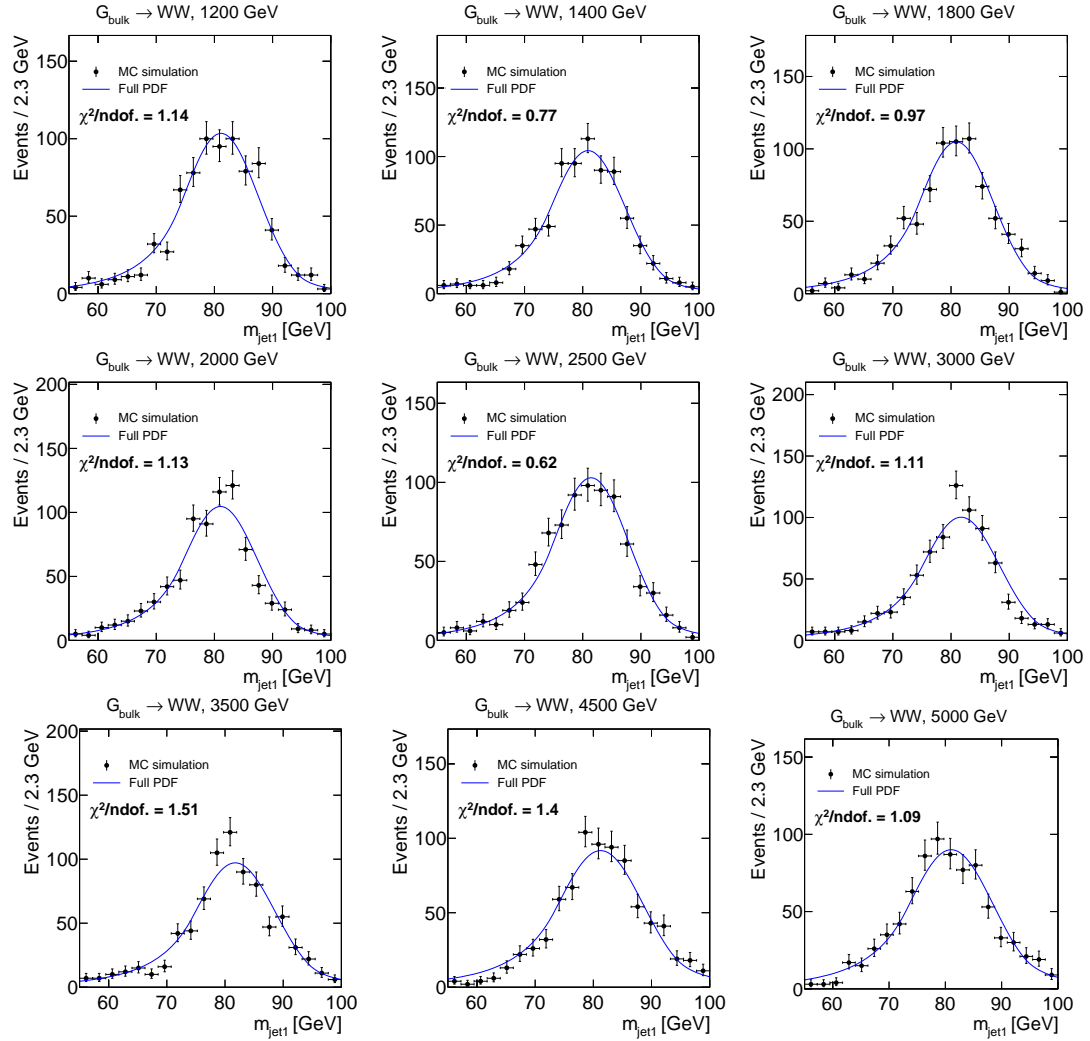 G_bulk → WW, 1200 GeV
Events / 2.3 GeV
150
100
50
0
MC simulation
Full PDF
χ²/ndof. = 1.14
60 70 80 90 100
m_jet1 [GeV]
G_bulk → WW, 1400 GeV
Events / 2.3 GeV
150
100
50
0
MC simulation
Full PDF
χ²/ndof. = 0.77
60 70 80 90 100
m_jet1 [GeV]
G_bulk → WW, 1800 GeV
Events / 2.3 GeV
150
100
50
0
MC simulation
Full PDF
χ²/ndof. = 0.97
60 70 80 90 100
m_jet1 [GeV]
G_bulk → WW, 2000 GeV
Events / 2.3 GeV
200
150
100
50
0
MC simulation
Full PDF
χ²/ndof. = 1.13
60 70 80 90 100
m_jet1 [GeV]
G_bulk → WW, 2500 GeV
Events / 2.3 GeV
150
100
50
0
MC simulation
Full PDF
χ²/ndof. = 0.62
60 70 80 90 100
m_jet1 [GeV]
G_bulk → WW, 3000 GeV
Events / 2.3 GeV
200
150
100
50
0
MC simulation
Full PDF
χ²/ndof. = 1.11
60 70 80 90 100
m_jet1 [GeV]
G_bulk → WW, 3500 GeV
Events / 2.3 GeV
200
150
100
50
0
MC simulation
Full PDF
χ²/ndof. = 1.51
60 70 80 90 100
m_jet1 [GeV]
G_bulk → WW, 4500 GeV
Events / 2.3 GeV
150
100
50
0
MC simulation
Full PDF
χ²/ndof. = 1.4
60 70 80 90 100
m_jet1 [GeV]
G_bulk → WW, 5000 GeV
Events / 2.3 GeV
150
100
50
0
MC simulation
Full PDF
χ²/ndof. = 1.09
60 70 80 90 100
m_jet1 [GeV]